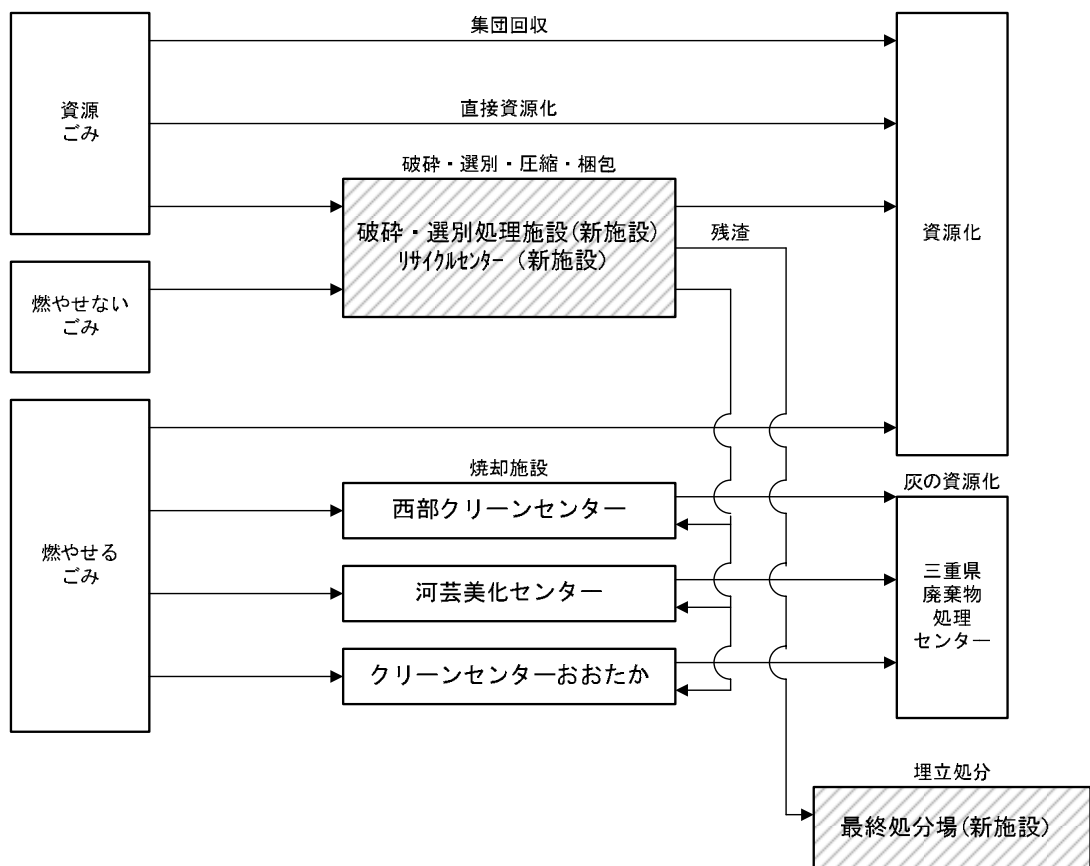 集団回収
資源
ごみ
直接資源化
破砕・選別・圧縮・梱包
破砕・選別処理施設(新施設)
リサイクルセンター (新施設)
残渣
資源化
燃やせない
ごみ
焼却施設
西部クリーンセンター
灰の資源化
燃やせる
ごみ
河芸美化センター
三重県
廃棄物
処理
センター
クリーンセンターおおたか
埋立処分
最終処分場(新施設)